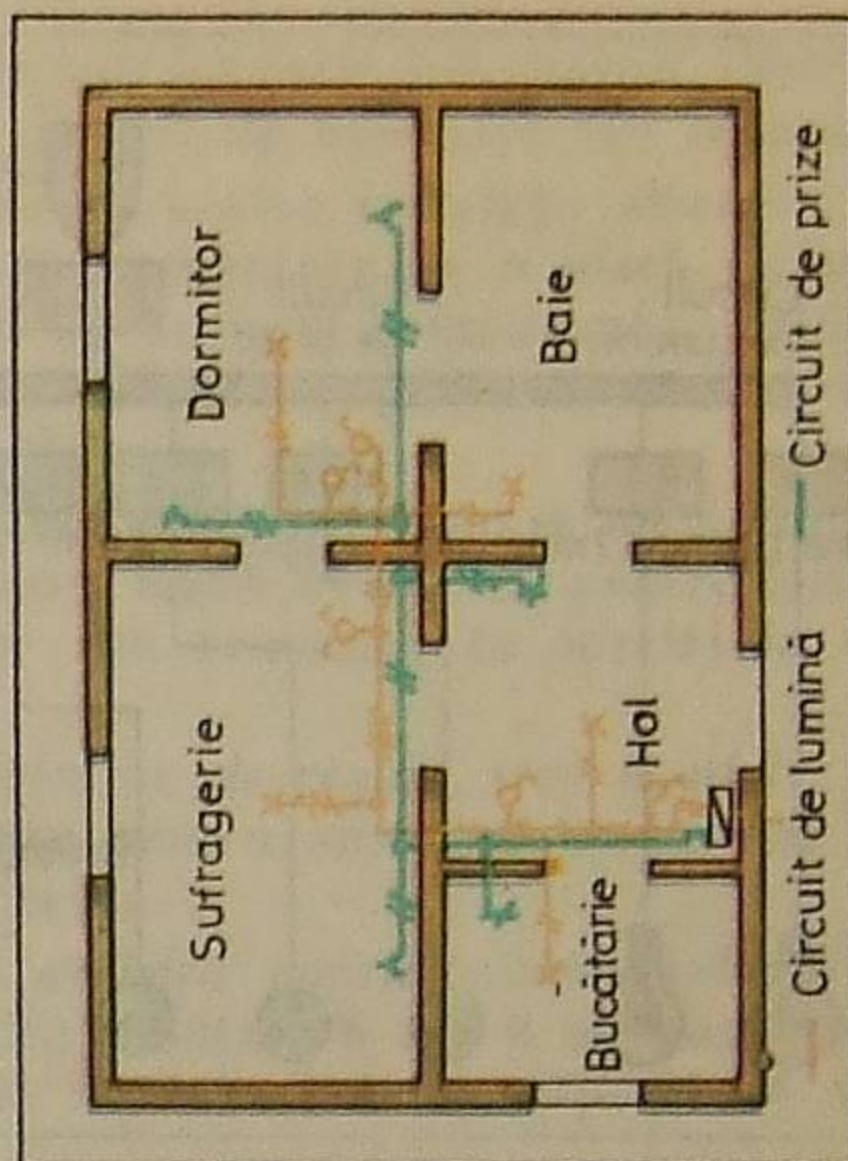 Sufragerie
Dormitor
Bucătărie
Hol
Baie
Circuit de lumină
Circuit de prize